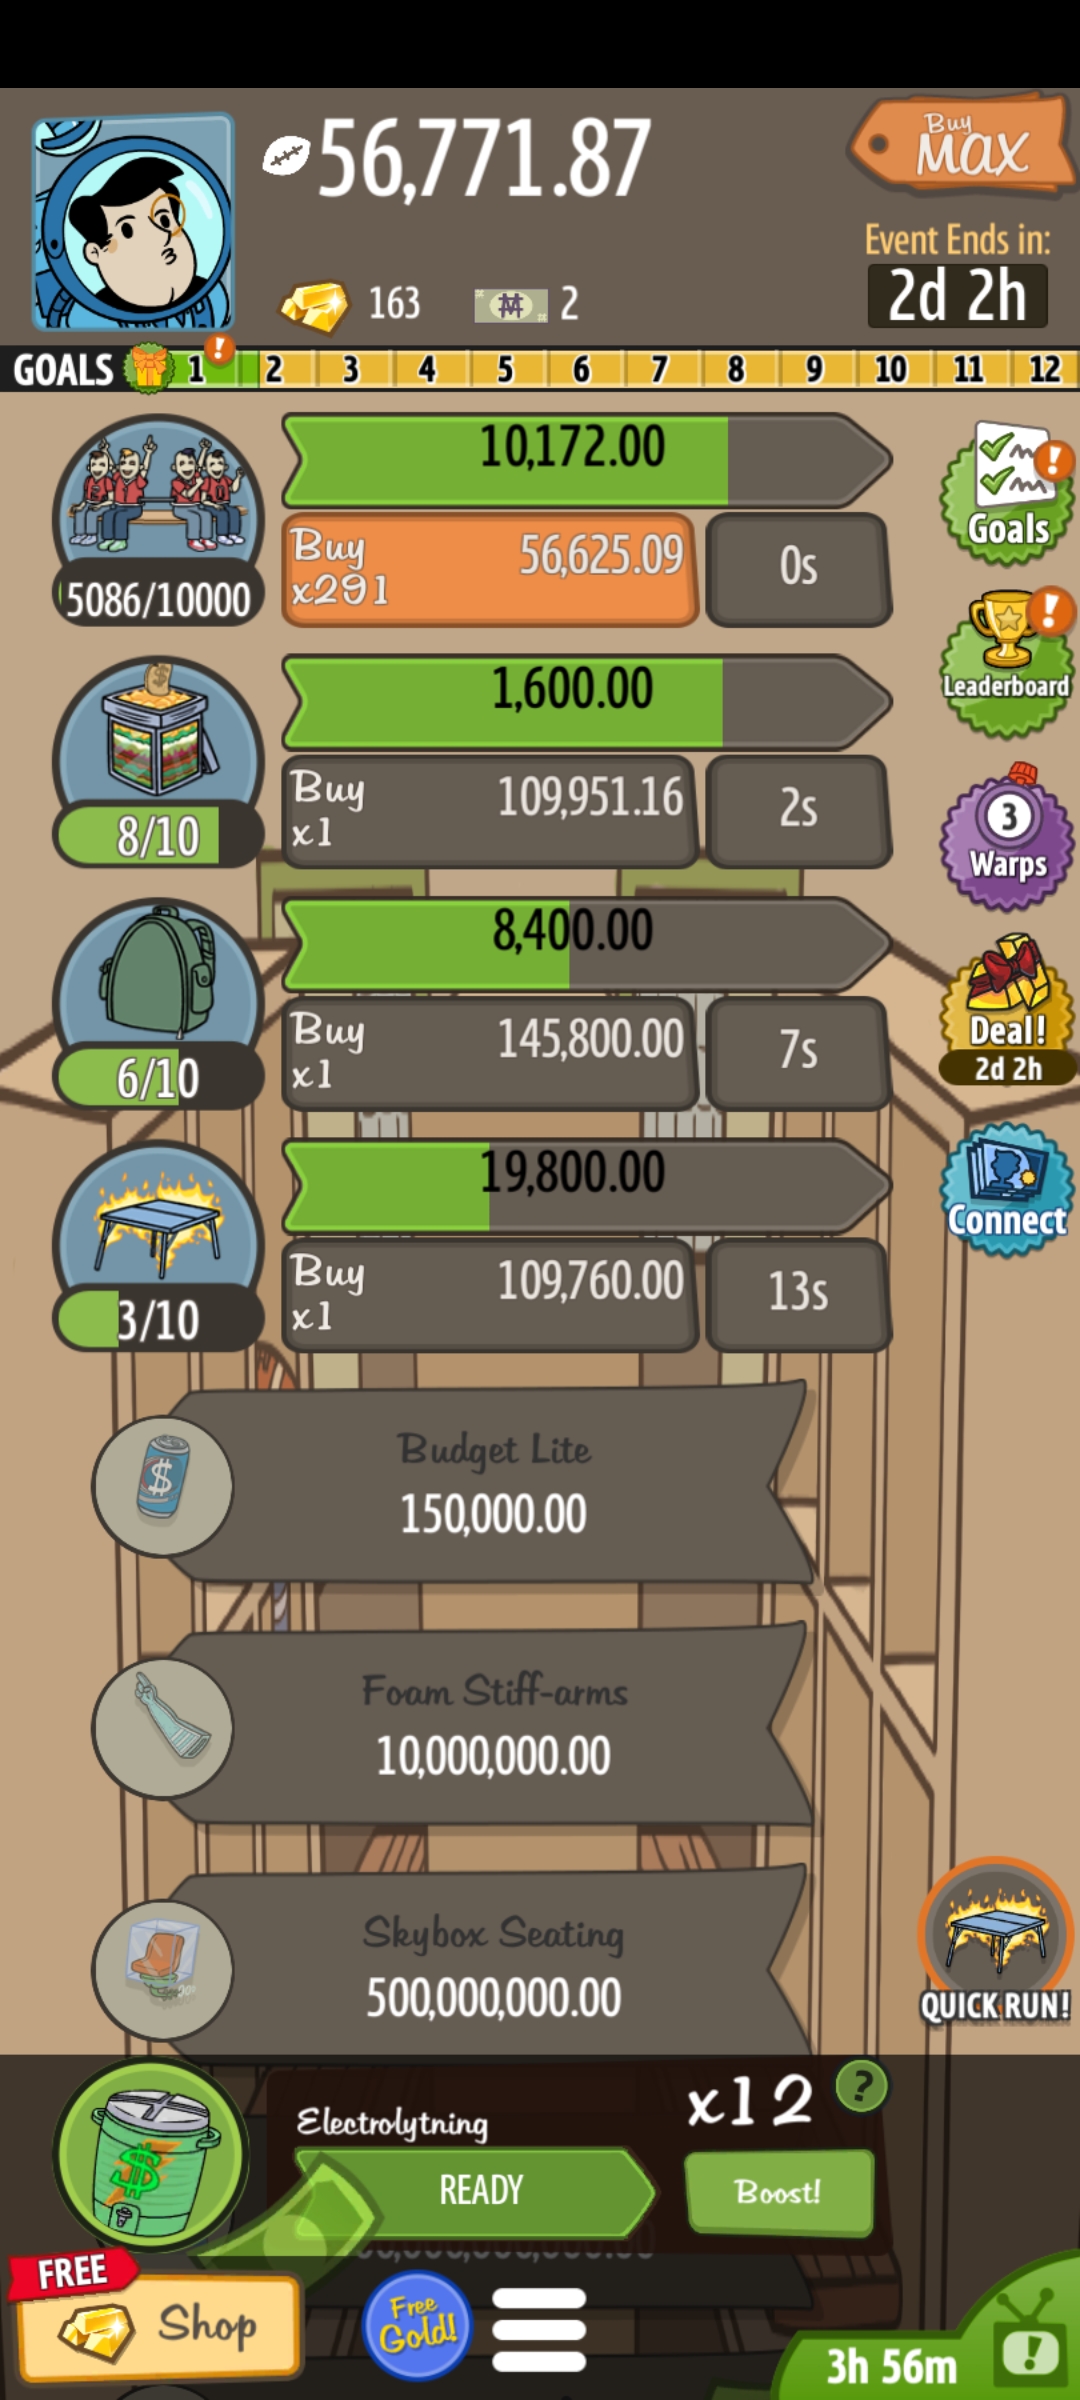 56,771.87
Buy
MAX
Event Ends in:
2d 2h
163
2
GOALS 1 ! 2 3 4 5 6 7 8 9 10 11 12
10,172.00
Buy
x291
56,625.09
0s
5086/10000
!
Goals
1,600.00
Buy
x1
109,951.16
2s
8/10
!
Leaderboard
8,400.00
Buy
x1
145,800.00
7s
6/10
3
Warps
Deal!
2d 2h
19,800.00
Buy
x1
109,760.00
13s
3/10
Connect
Budget Lite
150,000.00
Foam Stiff-arms
10,000,000.00
Skybox Seating
500,000,000.00
QUICK RUN!
Electrolytning
x12
?
READY
Boost!
FREE
Shop
Free
Gold!
3h 56m
!